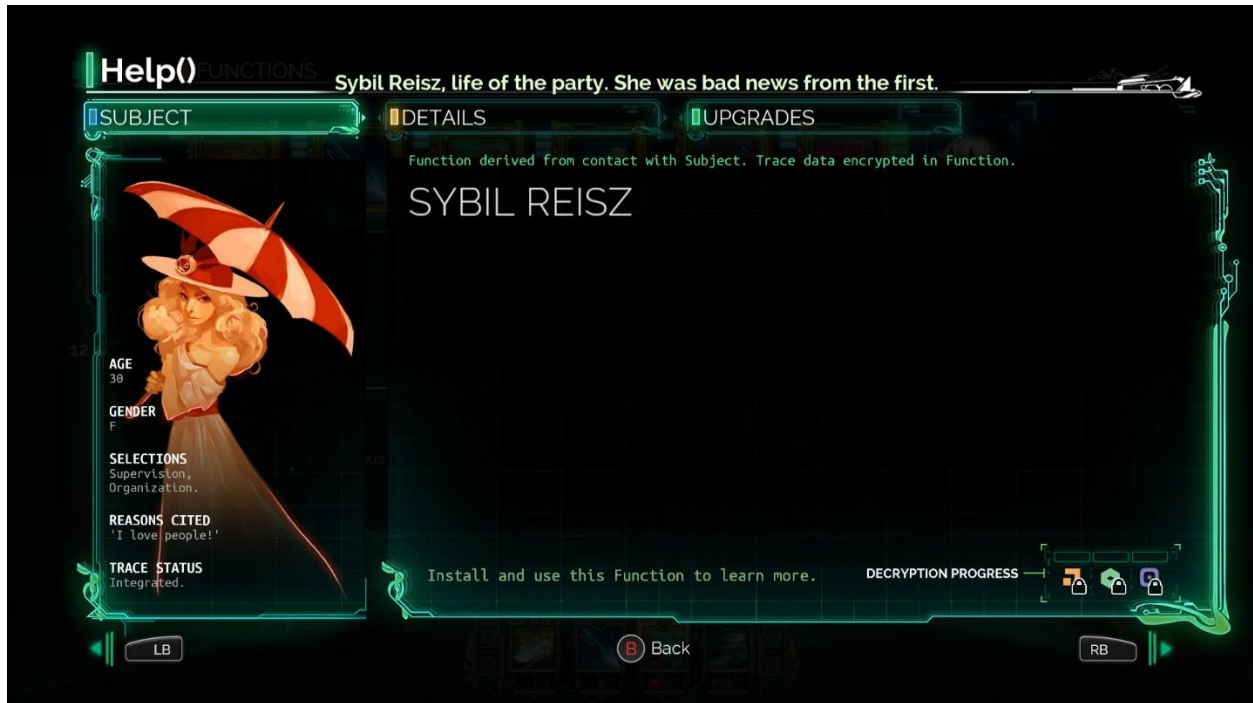 Help()
FUNCTIONS
Sybil Reisz, life of the party. She was bad news from the first.
SUBJECT
DETAILS
UPGRADES
Function derived from contact with Subject. Trace data encrypted in Function.
SYBIL REISZ
12
AGE
30
GENDER
F
SELECTIONS
Supervision,
Organization.
REASONS CITED
'I love people!'
TRACE STATUS
Integrated.
Install and use this Function to learn more.
DECRYPTION PROGRESS
LB
B Back
RB